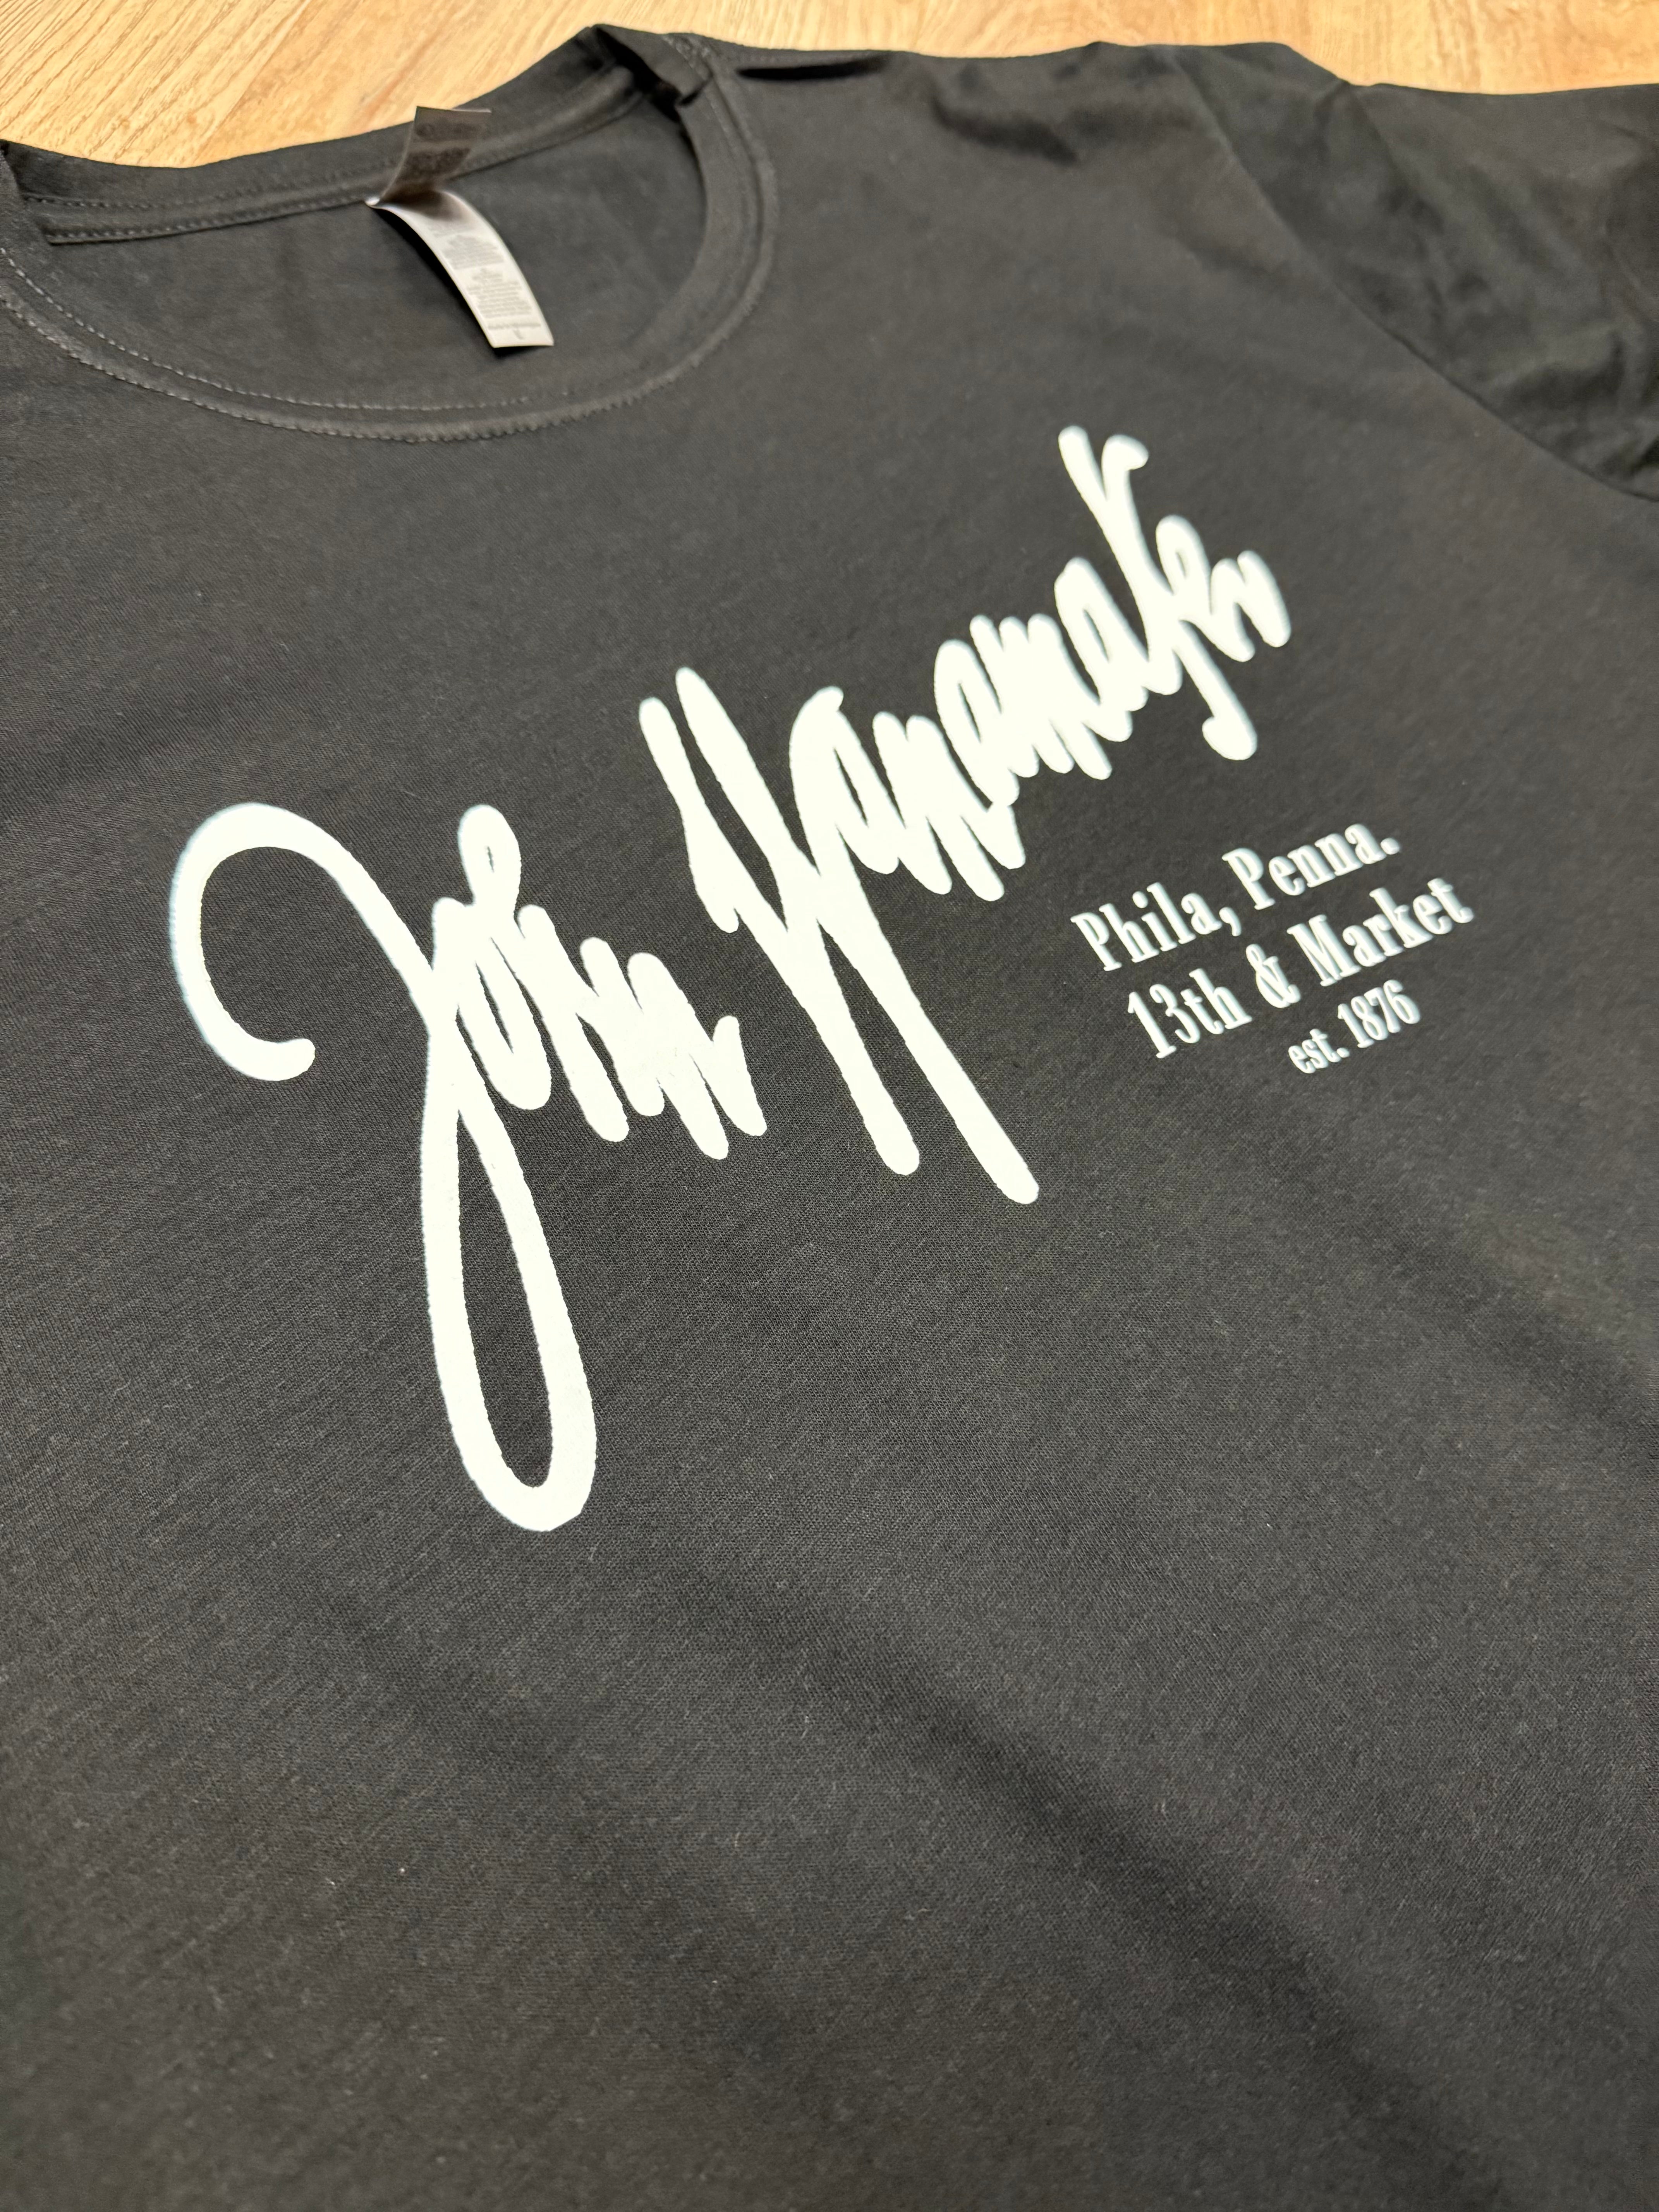 John Wanamaker
Phila, Penna.
13th & Market
est. 1876